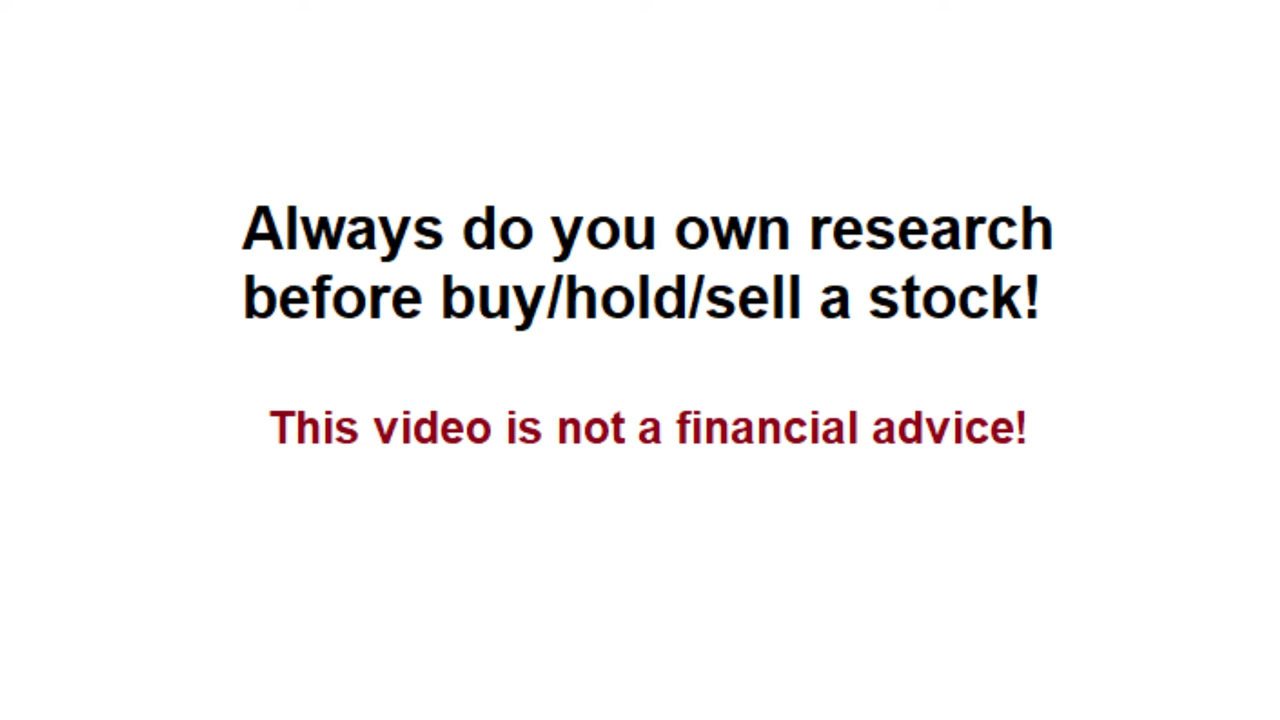 Always do you own research
before buy/hold/sell a stock!
This video is not a financial advice!